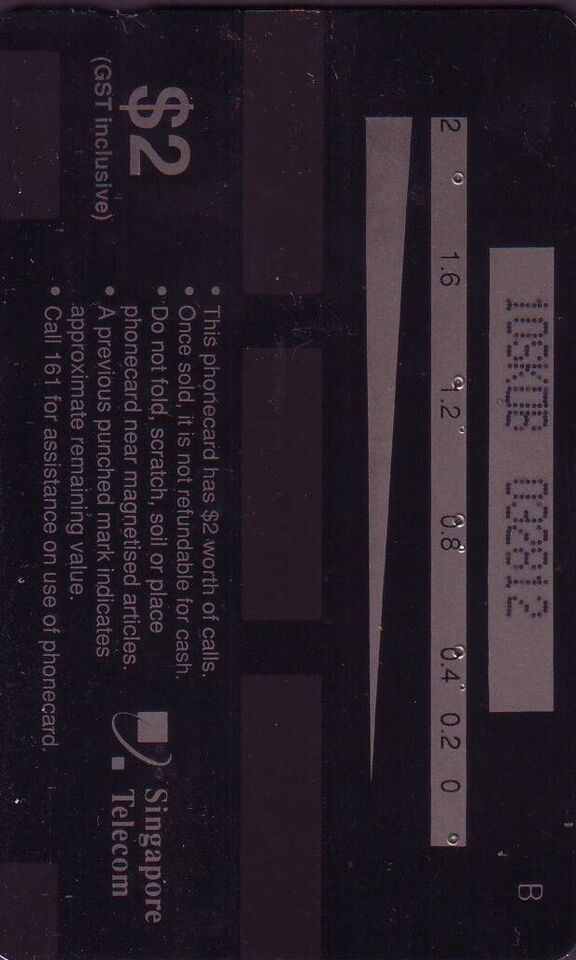 103KOB 032812
2 1.6 1.2 0.8 0.4 0.2 0
B
$2
(GST inclusive)
• This phonecard has $2 worth of calls.
• Once sold, it is not refundable for cash.
• Do not fold, scratch, soil or place
phonecard near magnetised articles.
• A previous punched mark indicates
approximate remaining value.
• Call 161 for assistance on use of phonecard.
Singapore
Telecom